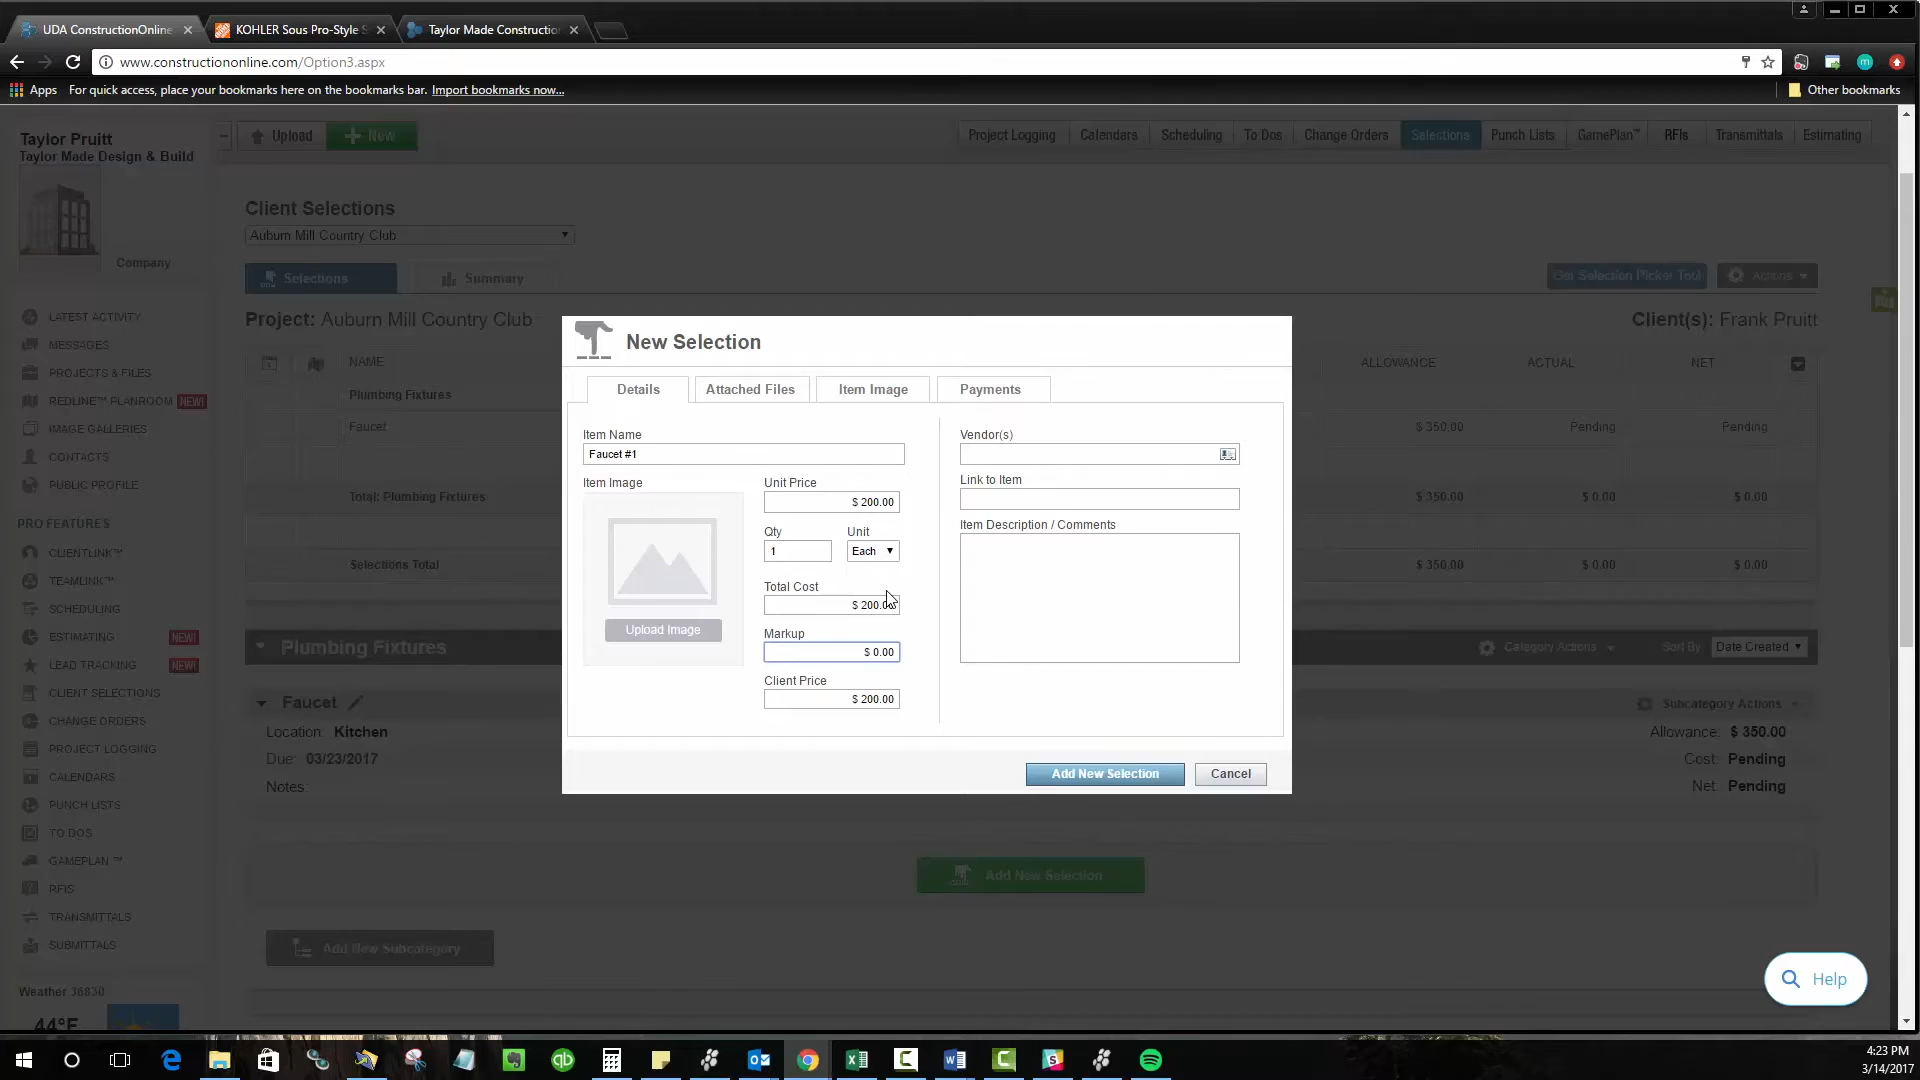 UDA ConstructionOnline
KOHLER Sous Pro-Style S
Taylor Made Constructio
www.constructiononline.com/Option3.aspx
Apps For quick access, place your bookmarks here on the bookmarks bar. Import bookmarks now...
Other bookmarks
Taylor Pruitt
Taylor Made Design & Build
Company
Upload
New
Project Logging
Calendars
Scheduling
To Dos
Change Orders
Selections
Punch Lists
GamePlan™
RFIs
Transmittals
Estimating
LATEST ACTIVITY
MESSAGES
PROJECTS & FILES
REDLINE™ PLANROOM NEW!
IMAGE GALLERIES
CONTACTS
PUBLIC PROFILE
PRO FEATURES
CLIENTLINK™
TEAMLINK™
SCHEDULING
ESTIMATING NEW!
LEAD TRACKING NEW!
CLIENT SELECTIONS
CHANGE ORDERS
PROJECT LOGGING
CALENDARS
PUNCH LISTS
TO DOS
GAMEPLAN ™
RFIS
TRANSMITTALS
SUBMITTALS
Weather 36830
44°F
Client Selections
Auburn Mill Country Club
Selections
Summary
Selection Picker Tool
Actions
Project: Auburn Mill Country Club
Client(s): Frank Pruitt
NAME
ALLOWANCE
ACTUAL
NET
Plumbing Fixtures
Faucet
$ 350.00
Pending
Pending
Total: Plumbing Fixtures
$ 350.00
$ 0.00
$ 0.00
Selections Total
$ 350.00
$ 0.00
$ 0.00
Plumbing Fixtures
Category Actions
Sort By
Date Created
Faucet
Subcategory Actions
Location: Kitchen
Due: 03/23/2017
Notes:
Allowance: $ 350.00
Cost: Pending
Net: Pending
Add New Selection
Add New Subcategory
New Selection
Details
Attached Files
Item Image
Payments
Item Name
Faucet #1
Item Image
Upload Image
Unit Price
$ 200.00
Qty
Unit
1
Each
Total Cost
$ 200.00
Markup
$ 0.00
Client Price
$ 200.00
Vendor(s)
Link to Item
Item Description / Comments
Add New Selection
Cancel
Help
4:23 PM
3/14/2017